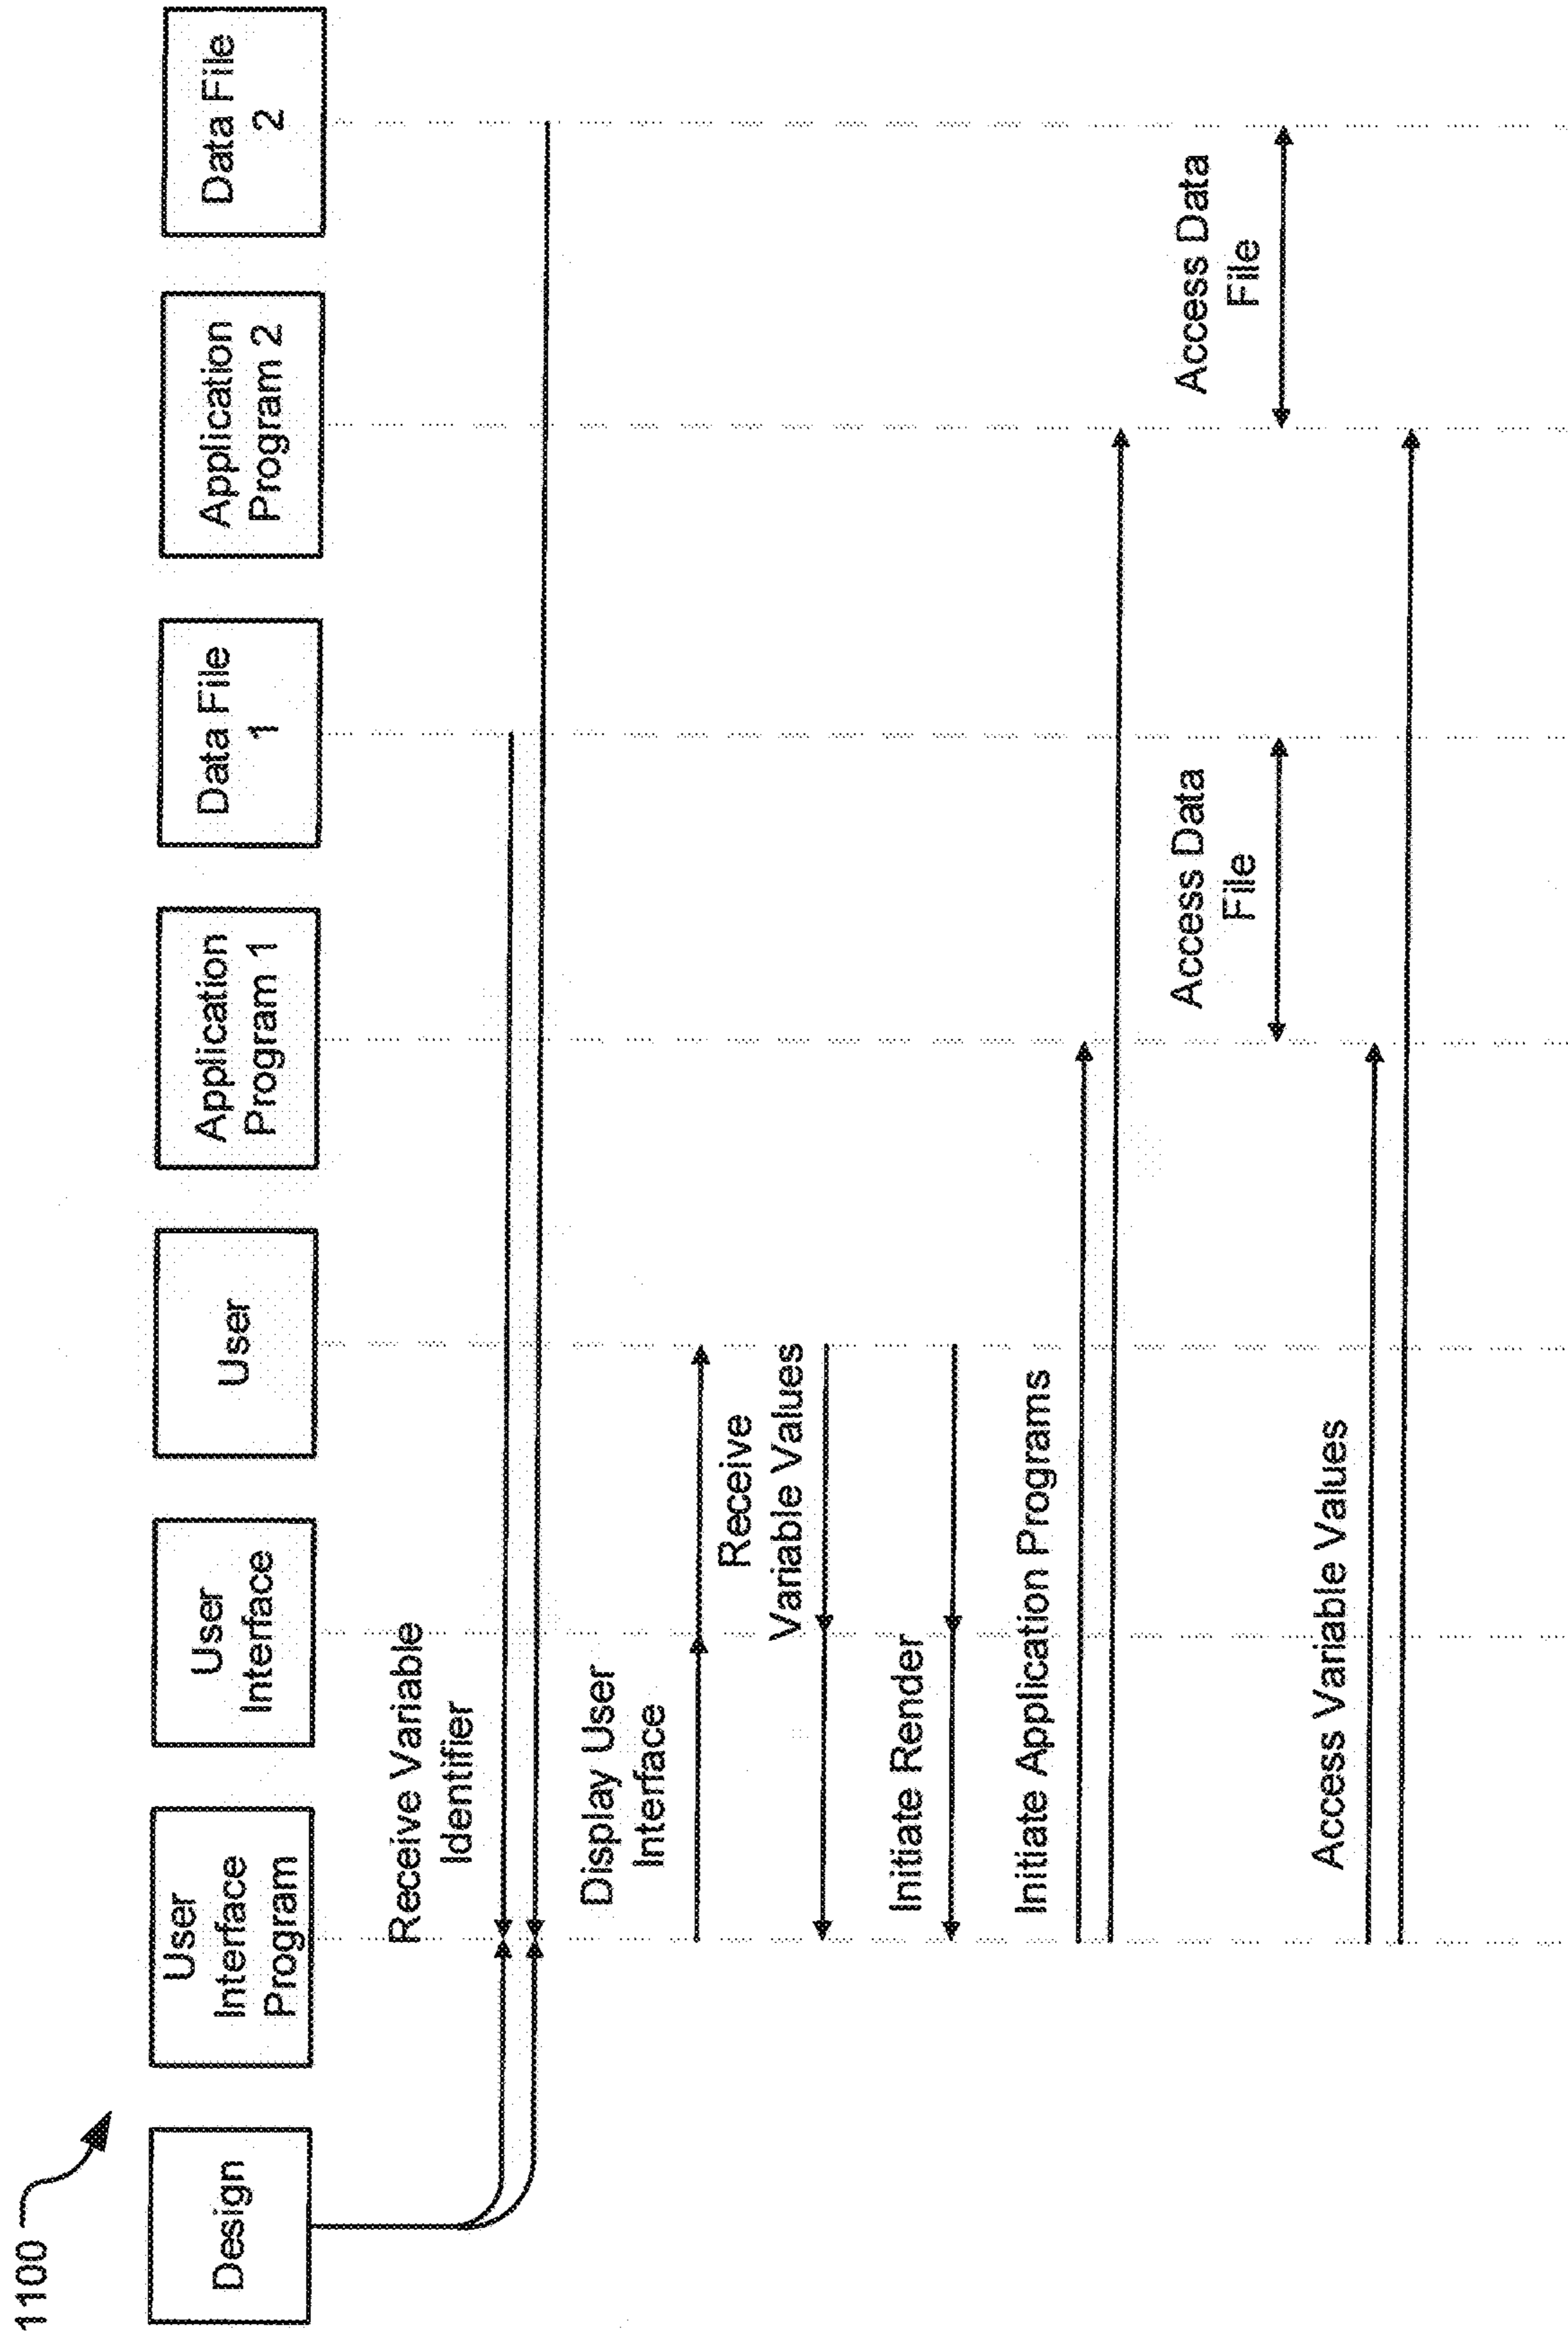 1100
Design
User
Interface
Program
User
Interface
User
Application
Program 1
Data File
1
Application
Program 2
Data File
2
Receive Variable
Identifier
Display User
Interface
Receive
Variable Values
Initiate Render
Initiate Application Programs
Access Data
File
Access Data
File
Access Variable Values